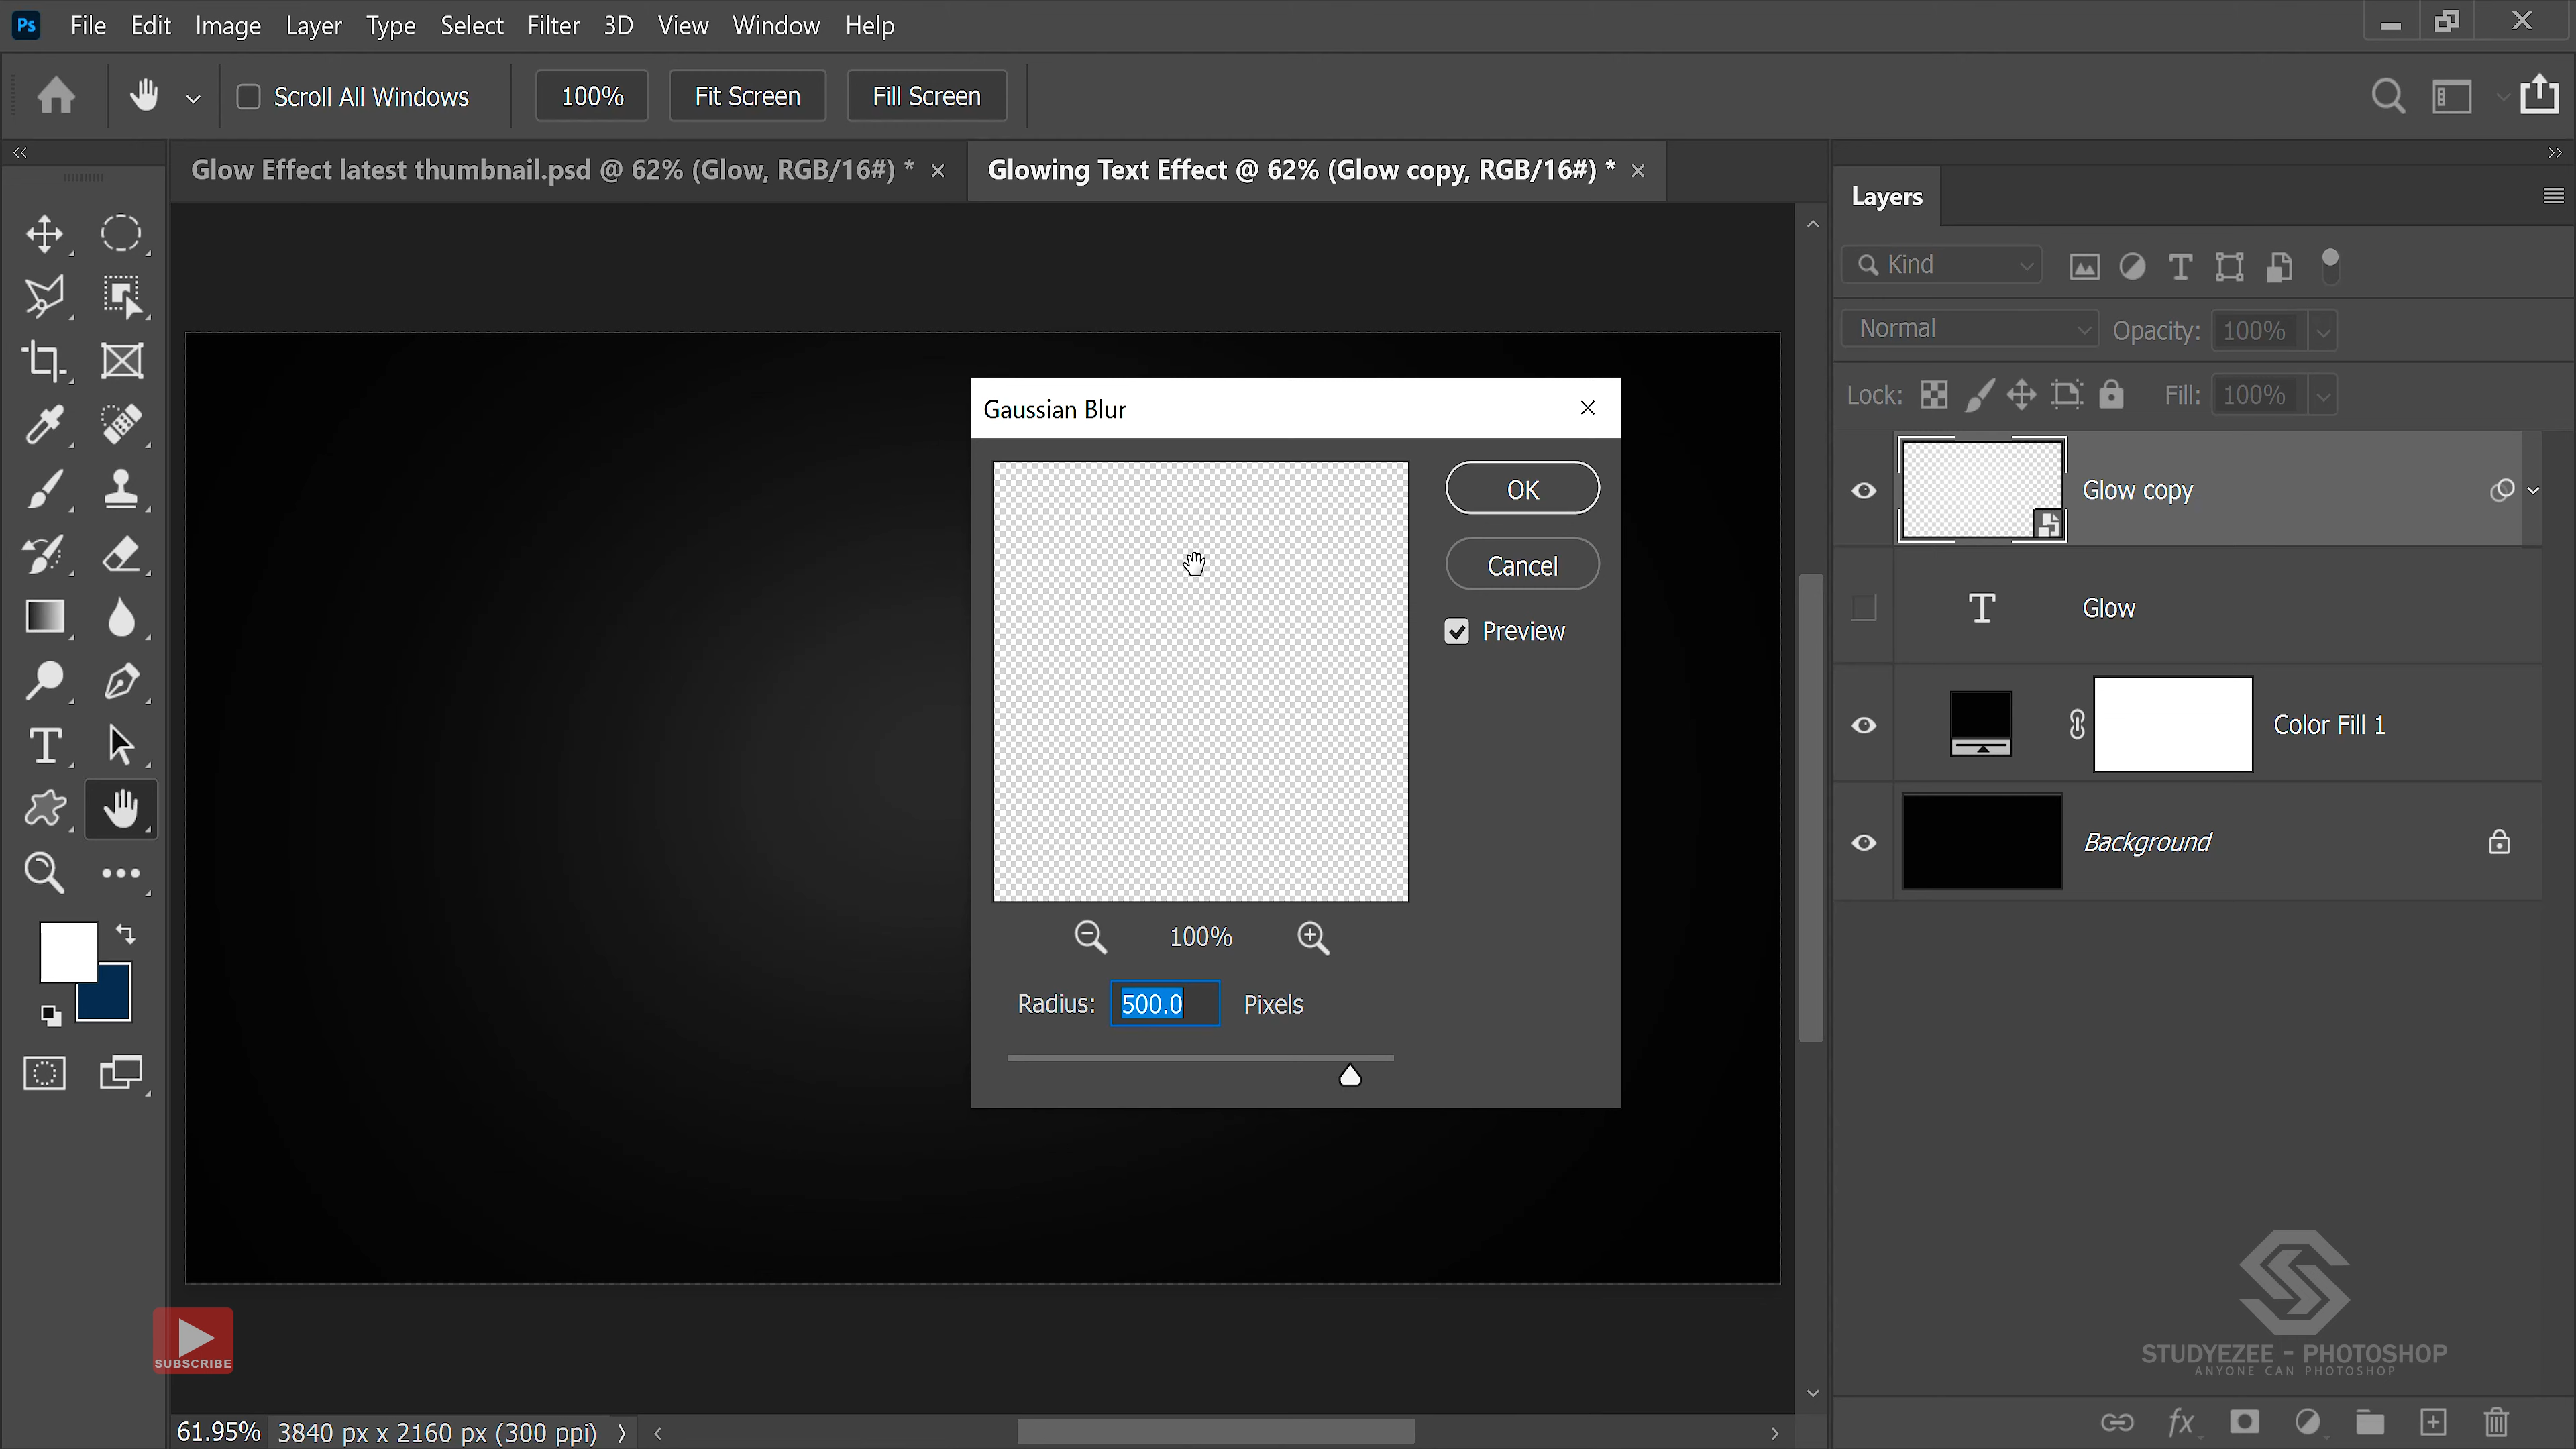 Ps File Edit Image Layer Type Select Filter 3D View Window Help
Scroll All Windows 100% Fit Screen Fill Screen
Glow Effect latest thumbnail.psd @ 62% (Glow, RGB/16#) * × Glowing Text Effect @ 62% (Glow copy, RGB/16#) * ×
Layers
Kind
Normal Opacity: 100%
Lock: Fill: 100%
Glow copy
Glow
Color Fill 1
Background
Gaussian Blur
OK
Cancel
Preview
100%
Radius: 500.0 Pixels
SUBSCRIBE
STUDYEZEE - PHOTOSHOP
ANYONE CAN PHOTOSHOP
61.95% 3840 px x 2160 px (300 ppi)
fx